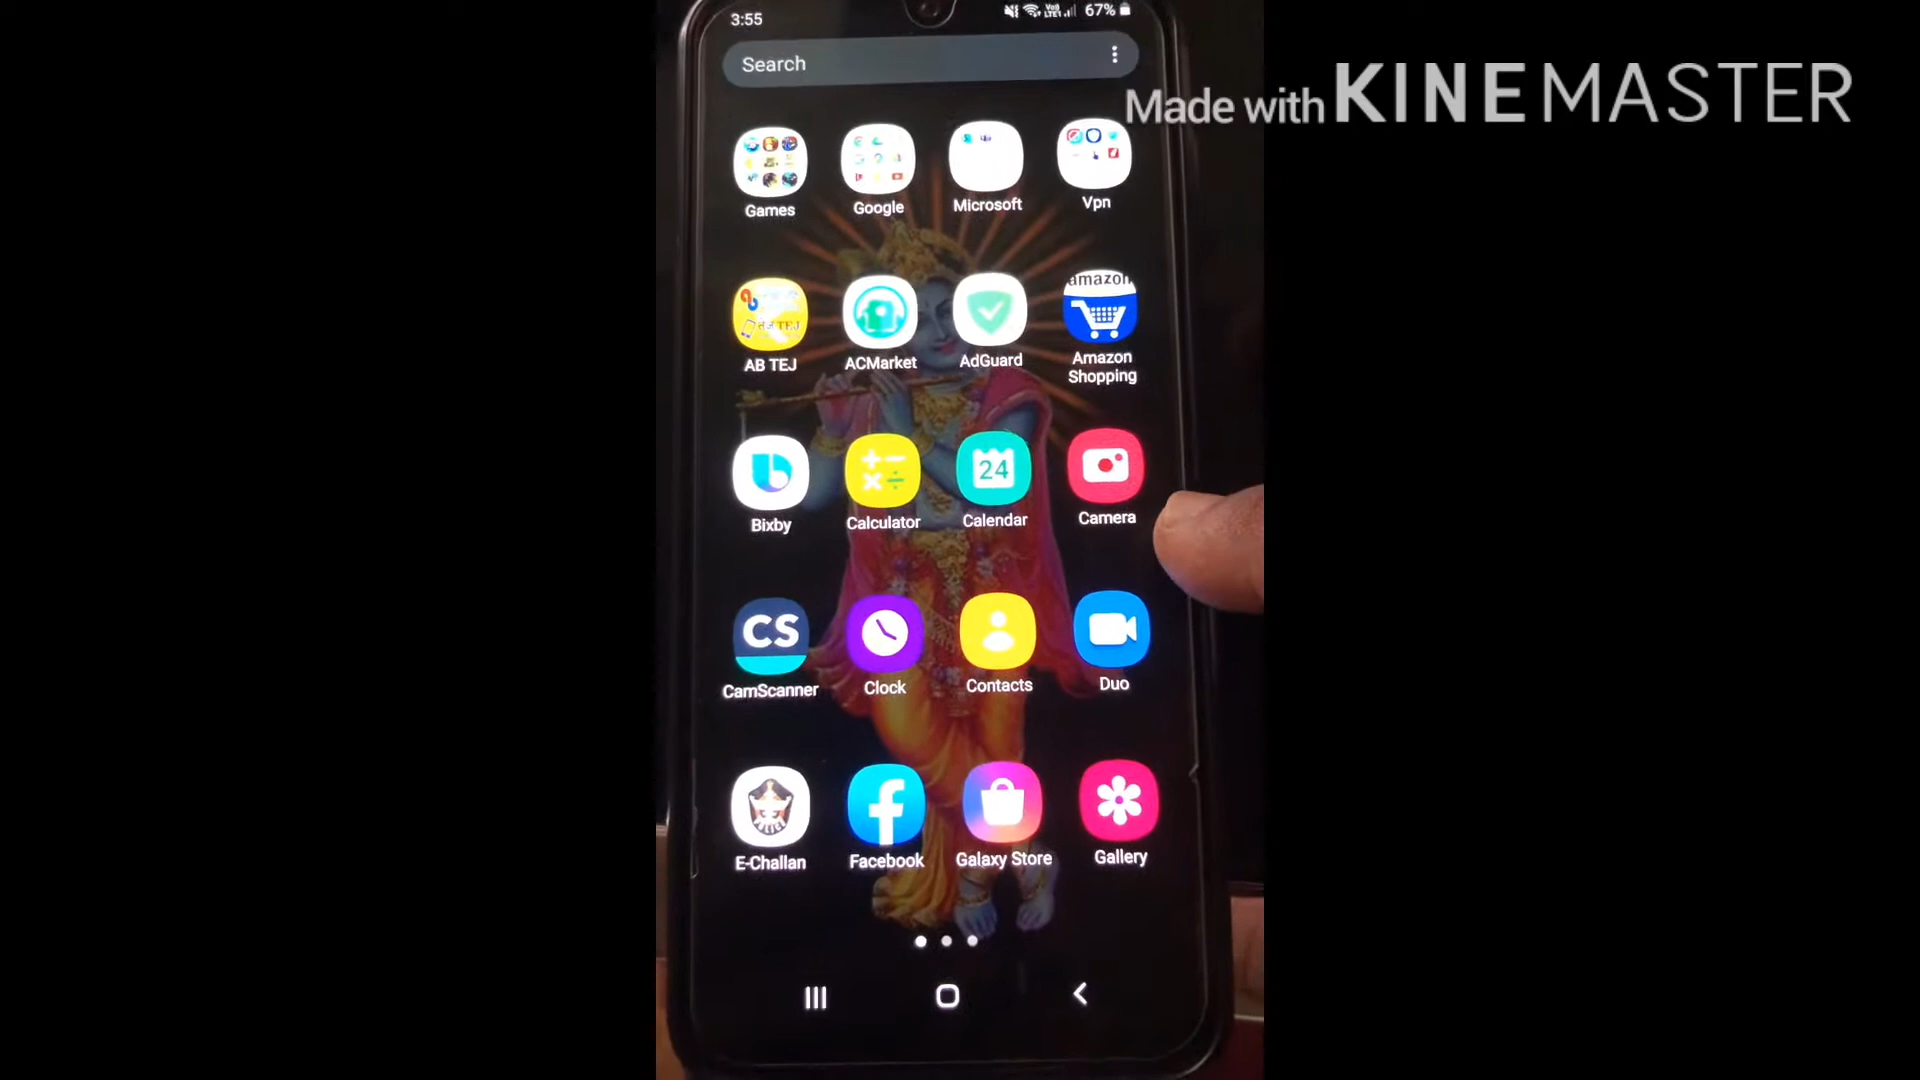 3:55
67%
Search
Made with KINEMASTER
Games
Google
Microsoft
Vpn
amazon
AB TEJ
ACMarket
AdGuard
Amazon
Shopping
24
Bixby
Calculator
Calendar
Camera
CS
CamScanner
Clock
Contacts
Duo
POLICE
E-Challan
Facebook
Galaxy Store
Gallery